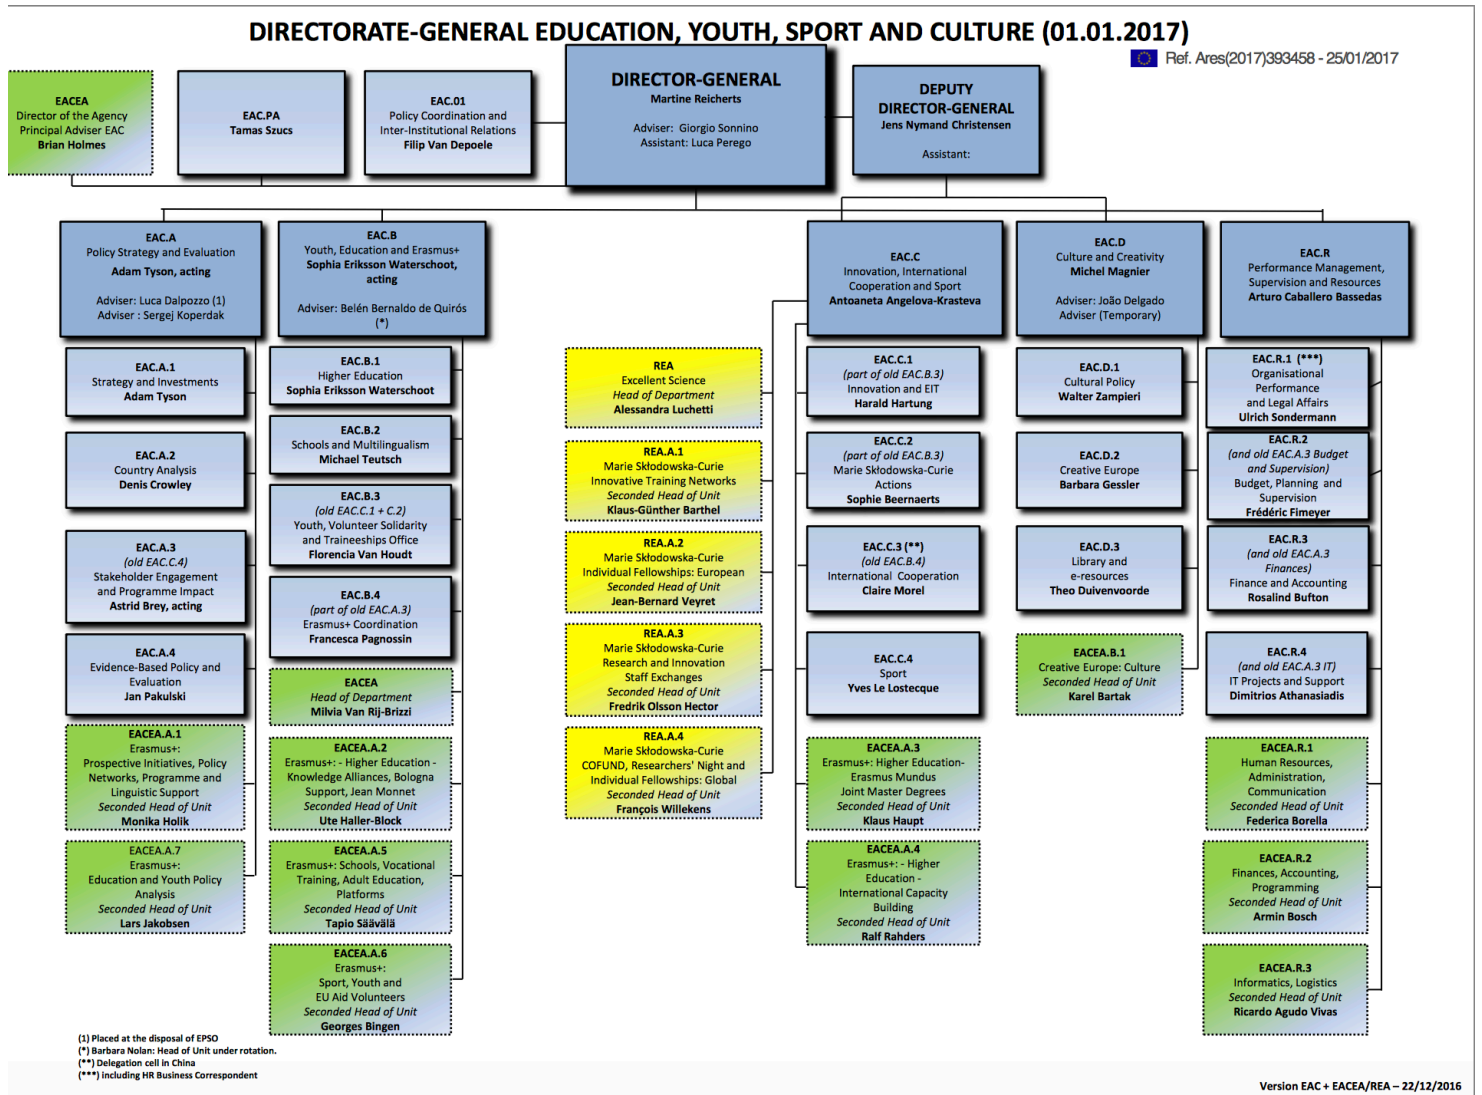 DIRECTORATE-GENERAL EDUCATION, YOUTH, SPORT AND CULTURE (01.01.2017)
Ref. Ares(2017)393458 - 25/01/2017
EACEA
Director of the Agency
Principal Adviser EAC
Brian Holmes
EAC.PA
Tamas Szucs
EAC.01
Policy Coordination and
Inter-Institutional Relations
Filip Van Depoele
DIRECTOR-GENERAL
Martine Reicherts
Adviser: Giorgio Sonnino
Assistant: Luca Perego
DEPUTY
DIRECTOR-GENERAL
Jens Nymand Christensen
Assistant:
EAC.A
Policy Strategy and Evaluation
Adam Tyson, acting
Adviser: Luca Dalpozzo (1)
Adviser : Sergej Koperdak
EAC.A.1
Strategy and Investments
Adam Tyson
EAC.A.2
Country Analysis
Denis Crowley
EAC.A.3
(old EAC.C.4)
Stakeholder Engagement
and Programme Impact
Astrid Brey, acting
EAC.A.4
Evidence-Based Policy and
Evaluation
Jan Pakulski
EACEA.A.1
Erasmus+:
Prospective Initiatives, Policy
Networks, Programme and
Linguistic Support
Seconded Head of Unit
Monika Holik
EACEA.A.7
Erasmus+:
Education and Youth Policy
Analysis
Seconded Head of Unit
Lars Jakobsen
EAC.B
Youth, Education and Erasmus+
Sophia Eriksson Waterschoot,
acting
Adviser: Belén Bernaldo de Quirós
(*)
EAC.B.1
Higher Education
Sophia Eriksson Waterschoot
EAC.B.2
Schools and Multilingualism
Michael Teutsch
EAC.B.3
(old EAC.C.1 + C.2)
Youth, Volunteer Solidarity
and Traineeships Office
Florencia Van Houdt
EAC.B.4
(part of old EAC.A.3)
Erasmus+ Coordination
Francesca Pagnossin
EACEA
Head of Department
Milvia Van Rij-Brizzi
EACEA.A.2
Erasmus+: - Higher Education -
Knowledge Alliances, Bologna
Support, Jean Monnet
Seconded Head of Unit
Ute Haller-Block
EACEA.A.5
Erasmus+: Schools, Vocational
Training, Adult Education,
Platforms
Seconded Head of Unit
Tapio Säävälä
EACEA.A.6
Erasmus+:
Sport, Youth and
EU Aid Volunteers
Seconded Head of Unit
Georges Bingen
REA
Excellent Science
Head of Department
Alessandra Luchetti
REA.A.1
Marie Skłodowska-Curie
Innovative Training Networks
Seconded Head of Unit
Klaus-Günther Barthel
REA.A.2
Marie Skłodowska-Curie
Individual Fellowships: European
Seconded Head of Unit
Jean-Bernard Veyret
REA.A.3
Marie Skłodowska-Curie
Research and Innovation
Staff Exchanges
Seconded Head of Unit
Fredrik Olsson Hector
REA.A.4
Marie Skłodowska-Curie
COFUND, Researchers' Night and
Individual Fellowships: Global
Seconded Head of Unit
François Willekens
EAC.C
Innovation, International
Cooperation and Sport
Antoaneta Angelova-Krasteva
EAC.C.1
(part of old EAC.B.3)
Innovation and EIT
Harald Hartung
EAC.C.2
(part of old EAC.B.3)
Marie Skłodowska-Curie
Actions
Sophie Beernaerts
EAC.C.3 (**)
(old EAC.B.4)
International Cooperation
Claire Morel
EAC.C.4
Sport
Yves Le Lostecque
EACEA.A.3
Erasmus+: Higher Education-
Erasmus Mundus
Joint Master Degrees
Seconded Head of Unit
Klaus Haupt
EACEA.A.4
Erasmus+: - Higher
Education -
International Capacity
Building
Seconded Head of Unit
Ralf Rahders
EAC.D
Culture and Creativity
Michel Magnier
Adviser: João Delgado
Adviser (Temporary)
EAC.D.1
Cultural Policy
Walter Zampieri
EAC.D.2
Creative Europe
Barbara Gessler
EAC.D.3
Library and
e-resources
Theo Duivenvoorde
EACEA.B.1
Creative Europe: Culture
Seconded Head of Unit
Karel Bartak
EAC.R
Performance Management,
Supervision and Resources
Arturo Caballero Bassedas
EAC.R.1 (***)
Organisational
Performance
and Legal Affairs
Ulrich Sondermann
EAC.R.2
(and old EAC.A.3 Budget
and Supervision)
Budget, Planning and
Supervision
Frédéric Fimeyer
EAC.R.3
(and old EAC.A.3
Finances)
Finance and Accounting
Rosalind Bufton
EAC.R.4
(and old EAC.A.3 IT)
IT Projects and Support
Dimitrios Athanasiadis
EACEA.R.1
Human Resources,
Administration,
Communication
Seconded Head of Unit
Federica Borella
EACEA.R.2
Finances, Accounting,
Programming
Seconded Head of Unit
Armin Bosch
EACEA.R.3
Informatics, Logistics
Seconded Head of Unit
Ricardo Agudo Vivas
(1) Placed at the disposal of EPSO
(*) Barbara Nolan: Head of Unit under rotation.
(**) Delegation cell in China
(***) including HR Business Correspondent
Version EAC + EACEA/REA – 22/12/2016